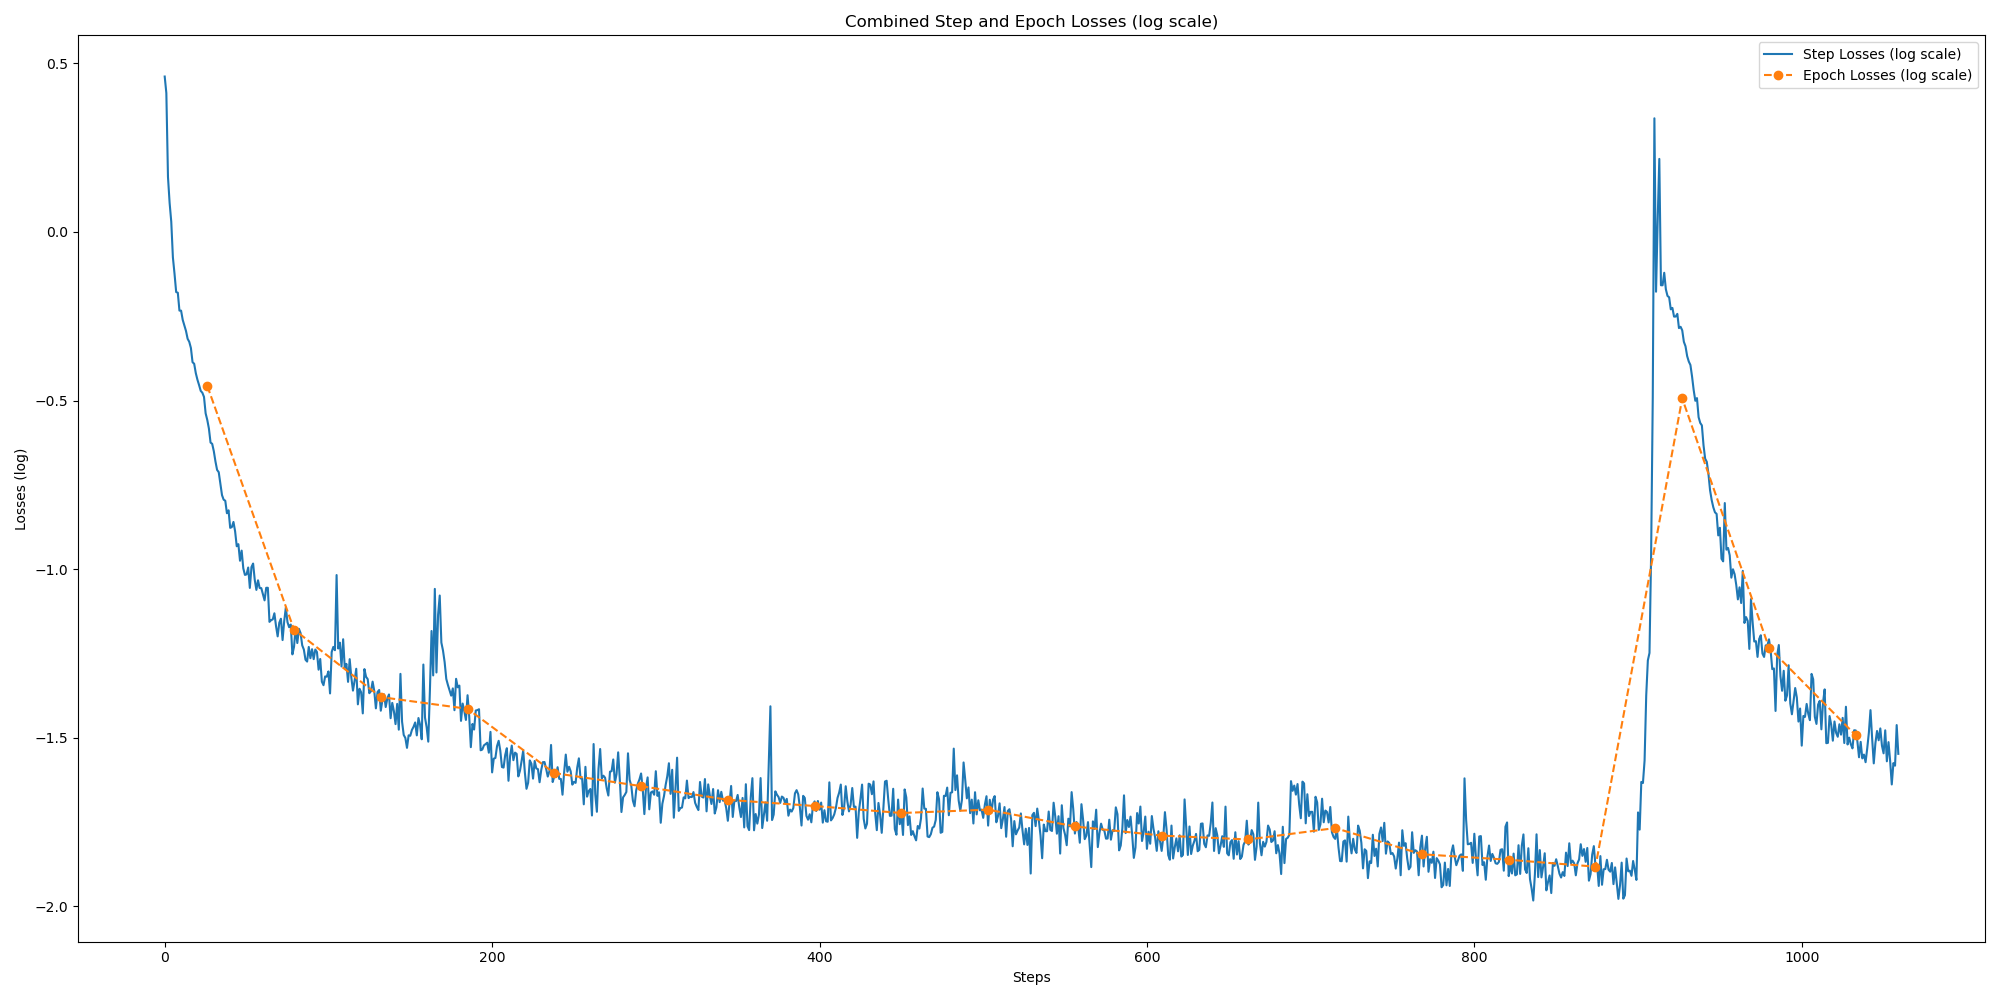 Combined Step and Epoch Losses (log scale)
Step Losses (log scale)
Epoch Losses (log scale)
Losses (log)
0.5
0.0
−0.5
−1.0
−1.5
−2.0
0 200 400 600 800 1000
Steps